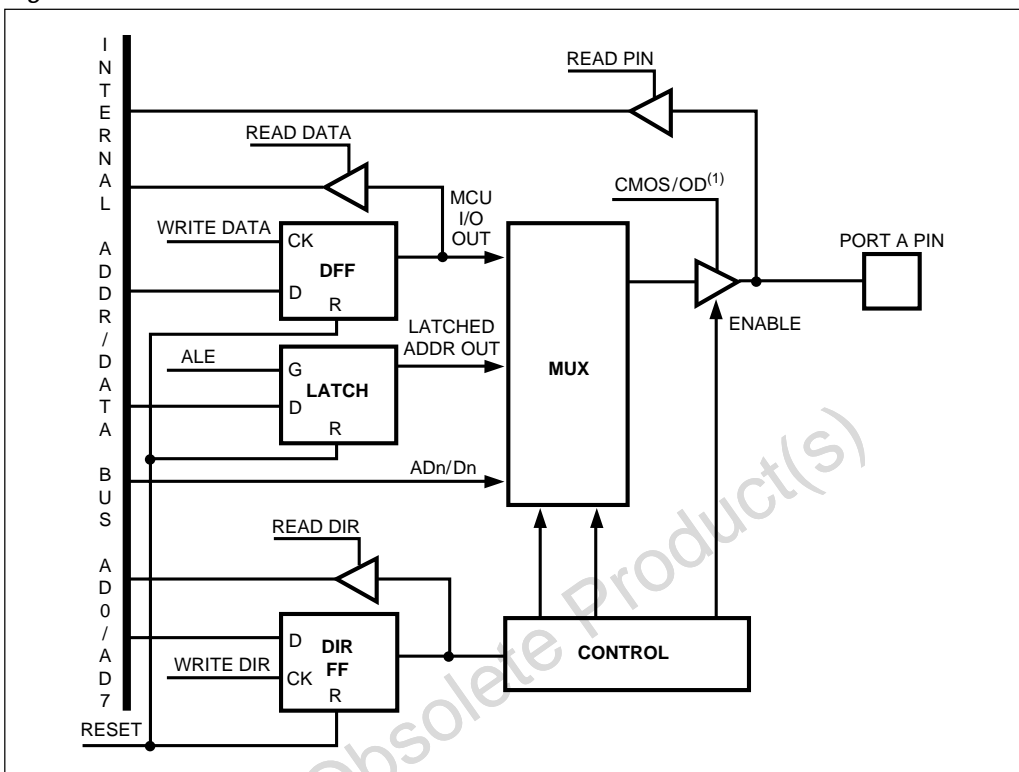 INTERNAL ADDR/DATA BUS AD0/AD7
READ PIN
READ DATA
CMOS/OD(1)
MCU
I/O
OUT
WRITE DATA
CK
DFF
D
R
PORT A PIN
ENABLE
LATCHED
ADDR OUT
ALE
G
LATCH
D
R
MUX
ADn/Dn
READ DIR
D
DIR
FF
WRITE DIR
CK
R
CONTROL
RESET
Obsolete Product(s)